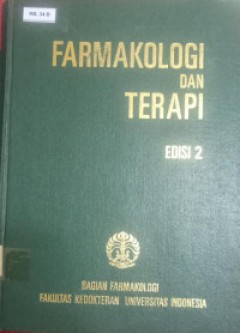 FARMAKOLOGI
DAN
TERAPI
EDISI 2
BAGIAN FARMAKOLOGI
FAKULTAS KEDOKTERAN UNIVERSITAS INDONESIA